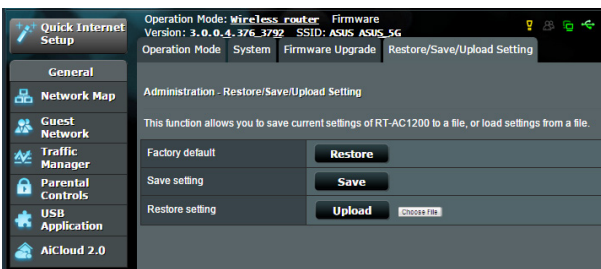 Quick Internet
Setup
General
Network Map
Guest
Network
Traffic
Manager
Parental
Controls
USB
Application
AiCloud 2.0
Operation Mode: Wireless router Firmware
Version: 3.0.0.4.376_3792 SSID: ASUS ASUS_5G
Operation Mode System Firmware Upgrade Restore/Save/Upload Setting
Administration - Restore/Save/Upload Setting
This function allows you to save current settings of RT-AC1200 to a file, or load settings from a file.
Factory default Restore
Save setting Save
Restore setting Upload Choose File